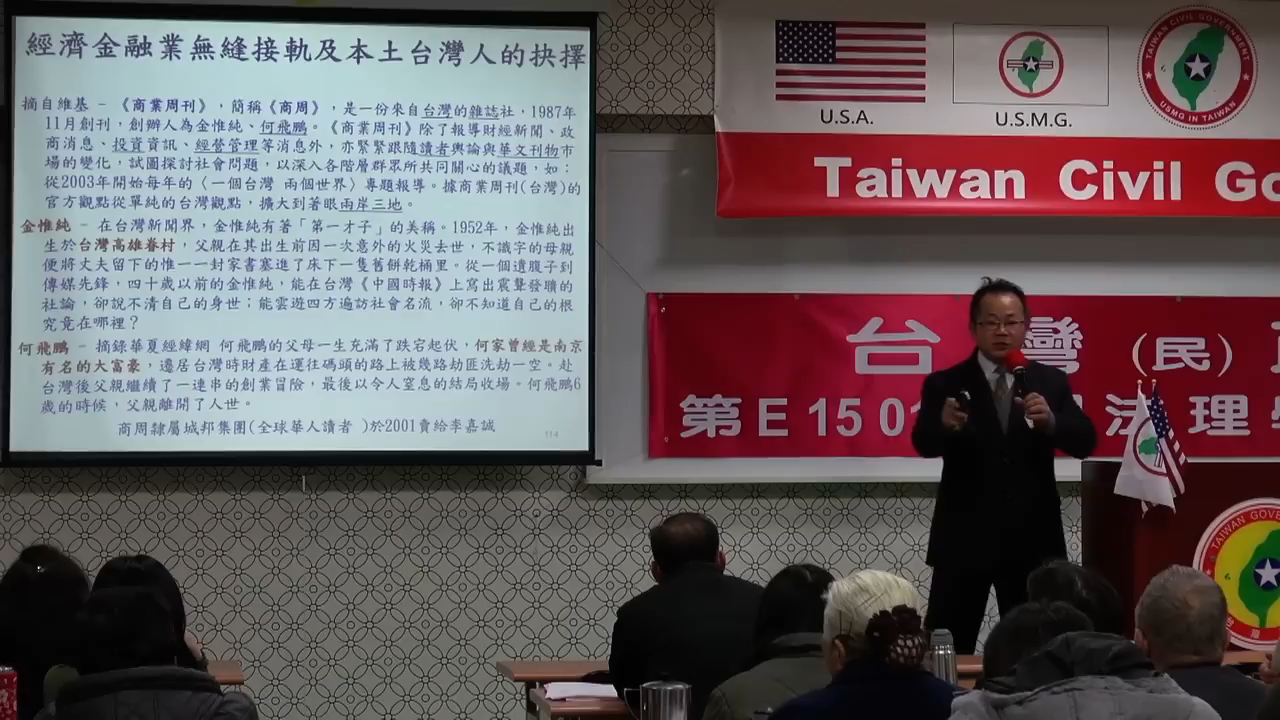 經濟金融業無縫接軌及本土台灣人的抉擇
摘自維基 – 《商業周刊》，簡稱《商周》，是一份來自台灣的雜誌社，1987年
11月創刊，創辦人為金惟純、何飛鵬。《商業周刊》除了報導財經新聞、政
商消息、投資資訊、經營管理等消息外，亦緊緊跟隨讀者輿論與華文刊物市
場的變化，試圖探討社會問題，以深入各階層群眾所共同關心的議題，如：
從2003年開始每年的〈一個台灣 兩個世界〉專題報導。據商業周刊(台灣)的
官方觀點從單純的台灣觀點，擴大到著眼兩岸三地。
金惟純 – 在台灣新聞界，金惟純有著「第一才子」的美稱。1952年，金惟純出
生於台灣高雄眷村，父親在其出生前因一次意外的火災去世，不識字的母親
便將丈夫留下的惟一一封家書塞進了床下一隻舊餅乾桶里。從一個遺腹子到
傳媒先鋒，四十歲以前的金惟純，能在台灣《中國時報》上寫出震聾發聵的
社論，卻說不清自己的身世；能雲遊四方遍訪社會名流，卻不知道自己的根
究竟在哪裡？
何飛鵬 – 摘錄華夏經緯網 何飛鵬的父母一生充滿了跌宕起伏，何家曾經是南京
有名的大富豪，遷居台灣時財產在運往碼頭的路上被幾路劫匪洗劫一空。赴
台灣後父親繼續了一連串的創業冒險，最後以令人窒息的結局收場。何飛鵬6
歲的時候，父親離開了人世。
商周隸屬城邦集團(全球華人讀者 )於2001賣給李嘉誠
114
U.S.A.
U.S.M.G.
TAIWAN CIVIL GOVERNMENT
USMG IN TAIWAN
Taiwan Civil Go
台灣（民）
第E1501
法理
TAIWAN GOVE
台灣